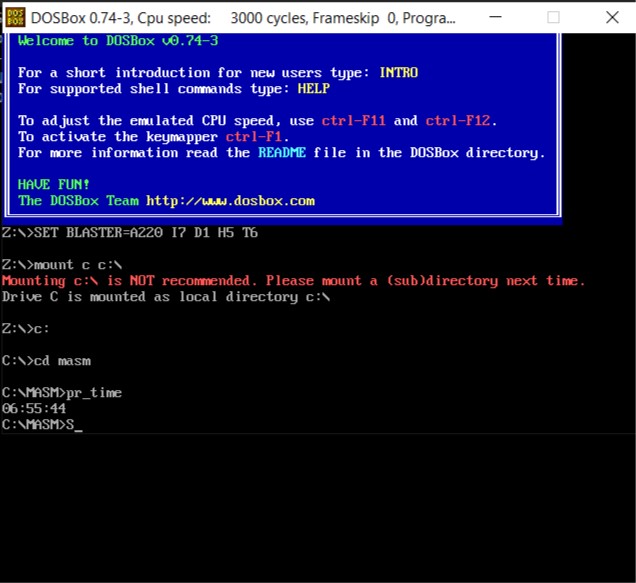 DOSBox 0.74-3, Cpu speed: 3000 cycles, Frameskip 0, Progra...
Welcome to DOSBox v0.74-3
For a short introduction for new users type: INTRO
For supported shell commands type: HELP
To adjust the emulated CPU speed, use ctrl-F11 and ctrl-F12.
To activate the keymapper ctrl-F1.
For more information read the README file in the DOSBox directory.
HAVE FUN!
The DOSBox Team http://www.dosbox.com
Z:\>SET BLASTER=A220 I7 D1 H5 T6
Z:\>mount c c:\
Mounting c:\ is NOT recommended. Please mount a (sub)directory next time.
Drive C is mounted as local directory c:\
Z:\>c:
C:\>cd masm
C:\MASM>pr_time
06:55:44
C:\MASM>S_